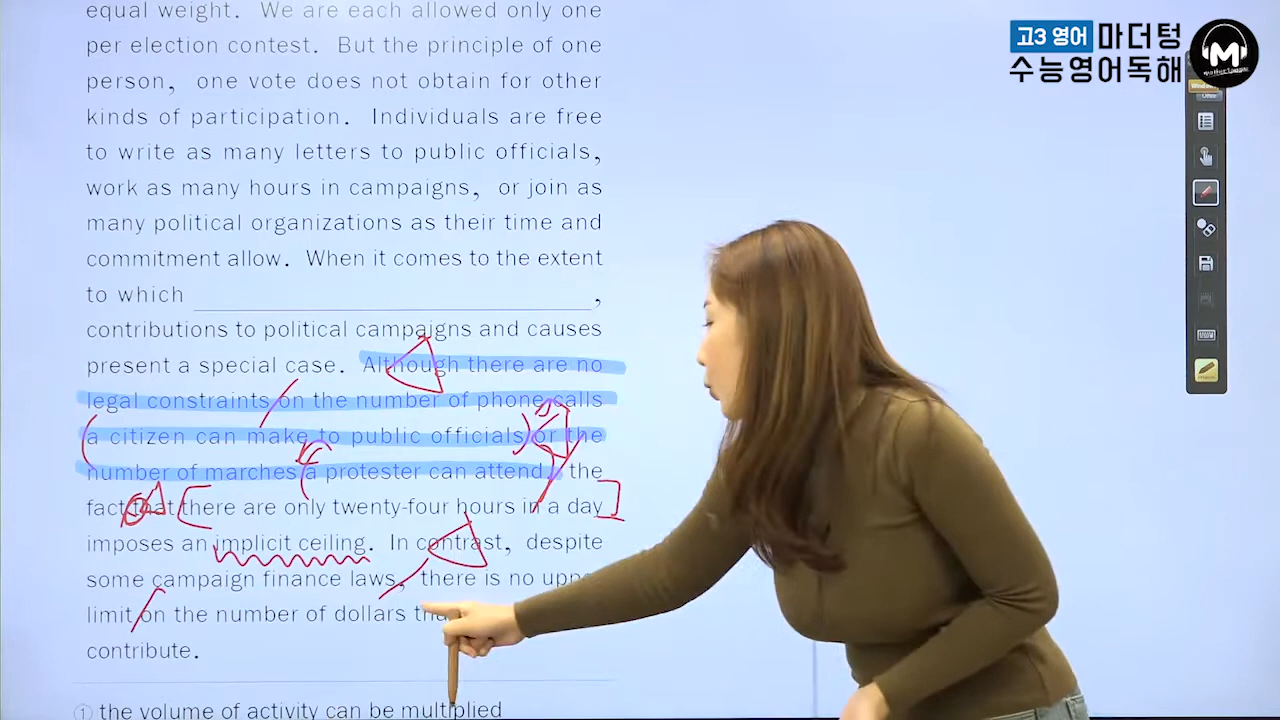 equal weight. We are each allowed only one
per election contest. But the principle of one
person, one vote does not obtain for other
kinds of participation. Individuals are free
to write as many letters to public officials,
work as many hours in campaigns, or join as
many political organizations as their time and
commitment allow. When it comes to the extent
to which ,
contributions to political campaigns and causes
present a special case. Although there are no
legal constraints on the number of phone calls
a citizen can make to public officials or the
number of marches a protester can attend, the
fact that there are only twenty-four hours in a day
imposes an implicit ceiling. In contrast, despite
some campaign finance laws, there is no
limit on the number of dollars
contribute.
① the volume of activity can be multiplied
고3 영어 마더텅
수능영어독해
M